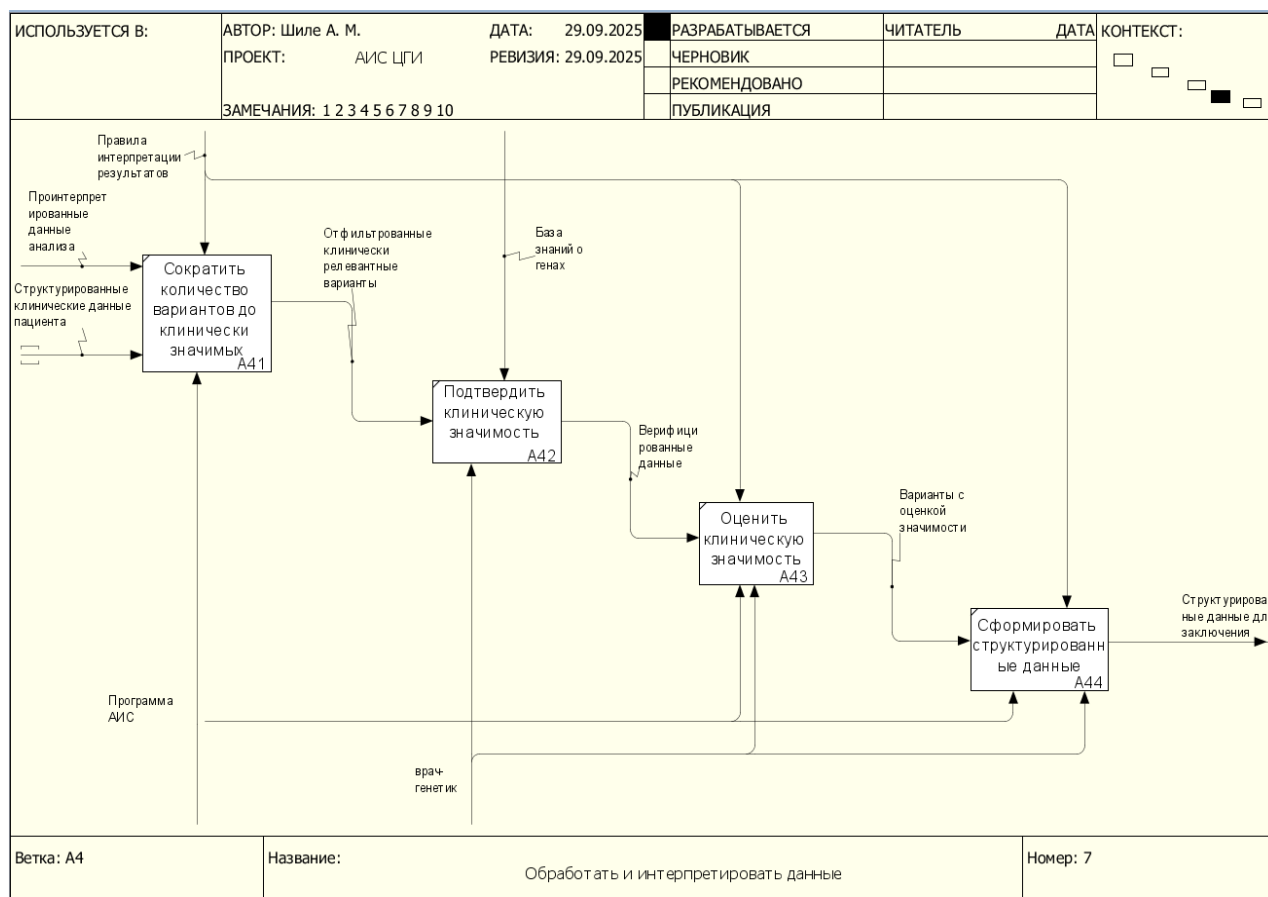 ИСПОЛЬЗУЕТСЯ В:
АВТОР: Шиле А. М.
ДАТА: 29.09.2025
ПРОЕКТ: АИС ЦГИ
РЕВИЗИЯ: 29.09.2025
ЗАМЕЧАНИЯ: 1 2 3 4 5 6 7 8 9 10
РАЗРАБАТЫВАЕТСЯ
ЧЕРНОВИК
РЕКОМЕНДОВАНО
ПУБЛИКАЦИЯ
ЧИТАТЕЛЬ
ДАТА
КОНТЕКСТ:
Правила
интерпретации
результатов
Проинтерпрет
ированные
данные
анализа
Структурированные
клинические данные
пациента
Сократить
количество
вариантов до
клинически
значимых
A41
Отфильтрованные
клинически
релевантные
варианты
База
знаний о
генах
Подтвердить
клиническую
значимость
A42
Верифици
рованные
данные
Оценить
клиническую
значимость
A43
Варианты с
оценкой
значимости
Сформировать
структурированн
ые данные
A44
Структурирова
ные данные дл
заключения
Программа
АИС
врач-
генетик
Ветка: A4
Название:
Обработать и интерпретировать данные
Номер: 7